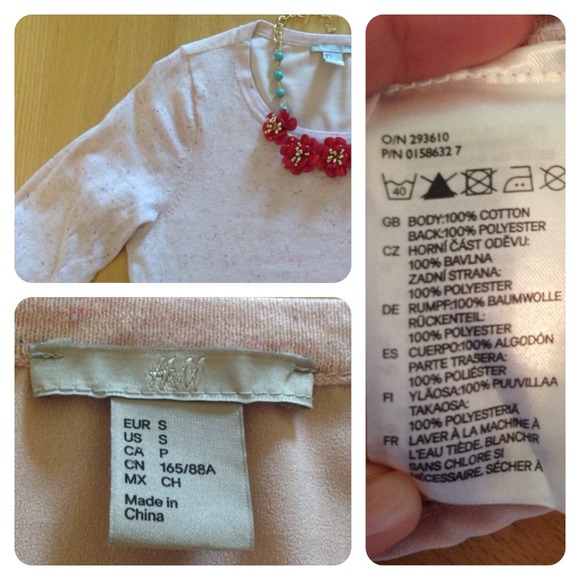 H&M
EUR S
US S
CA P
CN 165/88A
MX CH
Made in
China
O/N 293610
P/N 0158632 7
40
GB BODY:100% COTTON
BACK:100% POLYESTER
CZ HORNÍ ČÁST ODĚVU:
100% BAVLNA
ZADNÍ STRANA:
100% POLYESTER
DE RUMPF:100% BAUMWOLLE
RÜCKENTEIL:
100% POLYESTER
ES CUERPO:100% ALGODÓN
PARTE TRASERA:
100% POLIÉSTER
FI YLÄOSA:100% PUUVILLAA
TAKAOSA:
100% POLYESTERIÄ
FR LAVER À LA MACHINE À
L'EAU TIÈDE, BLANCHIR
SANS CHLORE SI
NÉCESSAIRE, SÉCHER À